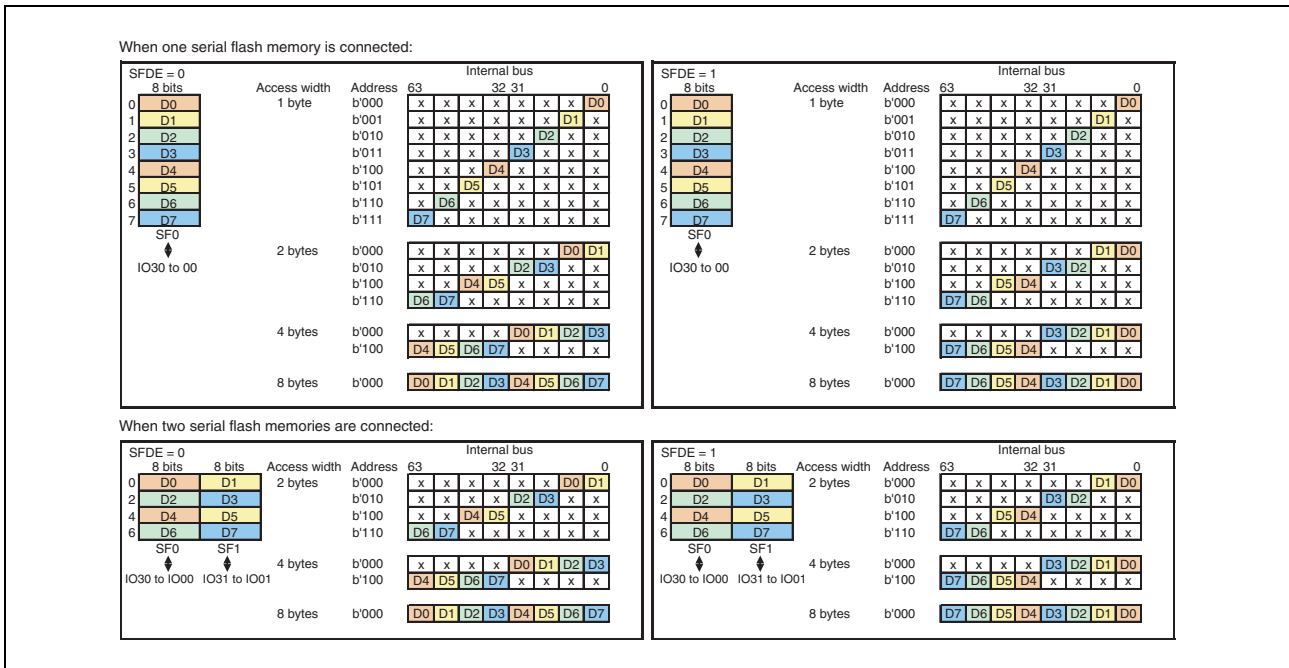 When one serial flash memory is connected:
SFDE = 0
Internal bus
8 bits Access width Address 63 32 31 0
0 D0 1 byte b'000 x x x x x x x D0
1 D1 b'001 x x x x x x D1 x
2 D2 b'010 x x x x x D2 x x
3 D3 b'011 x x x x D3 x x x
4 D4 b'100 x x x D4 x x x x
5 D5 b'101 x x D5 x x x x x
6 D6 b'110 x D6 x x x x x x
7 D7 b'111 D7 x x x x x x x
SF0
IO30 to 00
2 bytes b'000 x x x x x x D0 D1
b'010 x x x x D2 D3 x x
b'100 x x D4 D5 x x x x
b'110 D6 D7 x x x x x x
4 bytes b'000 x x x x D0 D1 D2 D3
b'100 D4 D5 D6 D7 x x x x
8 bytes b'000 D0 D1 D2 D3 D4 D5 D6 D7
SFDE = 1
Internal bus
8 bits Access width Address 63 32 31 0
0 D0 1 byte b'000 x x x x x x x D0
1 D1 b'001 x x x x x x D1 x
2 D2 b'010 x x x x x D2 x x
3 D3 b'011 x x x x D3 x x x
4 D4 b'100 x x x D4 x x x x
5 D5 b'101 x x D5 x x x x x
6 D6 b'110 x D6 x x x x x x
7 D7 b'111 D7 x x x x x x x
SF0
IO30 to 00
2 bytes b'000 x x x x x x D1 D0
b'010 x x x x D3 D2 x x
b'100 x x D5 D4 x x x x
b'110 D7 D6 x x x x x x
4 bytes b'000 x x x x D3 D2 D1 D0
b'100 D7 D6 D5 D4 x x x x
8 bytes b'000 D7 D6 D5 D4 D3 D2 D1 D0
When two serial flash memories are connected:
SFDE = 0
Internal bus
8 bits 8 bits Access width Address 63 32 31 0
0 D0 D1 2 bytes b'000 x x x x x x D0 D1
2 D2 D3 b'010 x x x x D2 D3 x x
4 D4 D5 b'100 x x D4 D5 x x x x
6 D6 D7 b'110 D6 D7 x x x x x x
SF0 SF1
IO30 to IO00 IO31 to IO01
4 bytes b'000 x x x x D0 D1 D2 D3
b'100 D4 D5 D6 D7 x x x x
8 bytes b'000 D0 D1 D2 D3 D4 D5 D6 D7
SFDE = 1
Internal bus
8 bits 8 bits Access width Address 63 32 31 0
0 D0 D1 2 bytes b'000 x x x x x x D1 D0
2 D2 D3 b'010 x x x x D3 D2 x x
4 D4 D5 b'100 x x D5 D4 x x x x
6 D6 D7 b'110 D7 D6 x x x x x x
SF0 SF1
IO30 to IO00 IO31 to IO01
4 bytes b'000 x x x x D3 D2 D1 D0
b'100 D7 D6 D5 D4 x x x x
8 bytes b'000 D7 D6 D5 D4 D3 D2 D1 D0